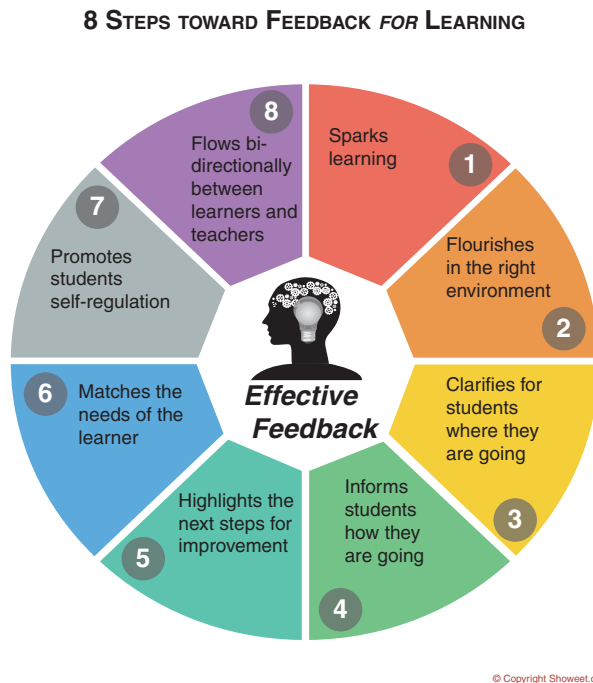 8 STEPS TOWARD FEEDBACK FOR LEARNING
1
Sparks
learning
2
Flourishes
in the right
environment
3
Clarifies for
students
where they
are going
4
Informs
students
how they
are going
5
Highlights the
next steps for
improvement
6
Matches the
needs of the
learner
7
Promotes
students
self-regulation
8
Flows bi-
directionally
between
learners and
teachers
Effective
Feedback
© Copyright Showeet.c